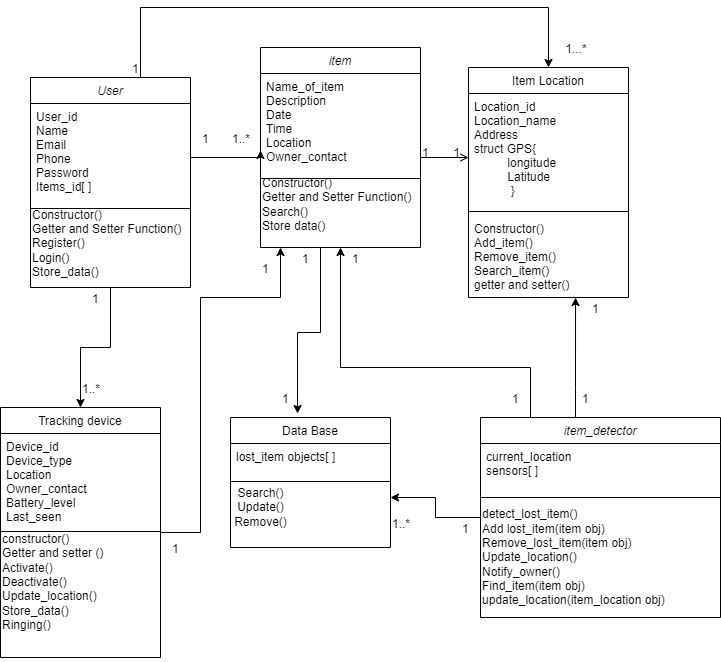 User
User_id
Name
Email
Phone
Password
Items_id[ ]
Constructor()
Getter and Setter Function()
Register()
Login()
Store_data()
1
1...*
1
1..*
item
Name_of_item
Description
Date
Time
Location
Owner_contact
Constructor()
Getter and Setter Function()
Search()
Store data()
1
1
Item Location
Location_id
Location_name
Address
struct GPS{
longitude
Latitude
}
Constructor()
Add_item()
Remove_item()
Search_item()
getter and setter()
1
1
1
1
1
1..*
1
1
1
Tracking device
Device_id
Device_type
Location
Owner_contact
Battery_level
Last_seen
constructor()
Getter and setter ()
Activate()
Deactivate()
Update_location()
Store_data()
Ringing()
1
Data Base
lost_item objects[ ]
Search()
Update()
Remove()
1..*
1
item_detector
current_location
sensors[ ]
detect_lost_item()
Add lost_item(item obj)
Remove_lost_item(item obj)
Update_location()
Notify_owner()
Find_item(item obj)
update_location(item_location obj)